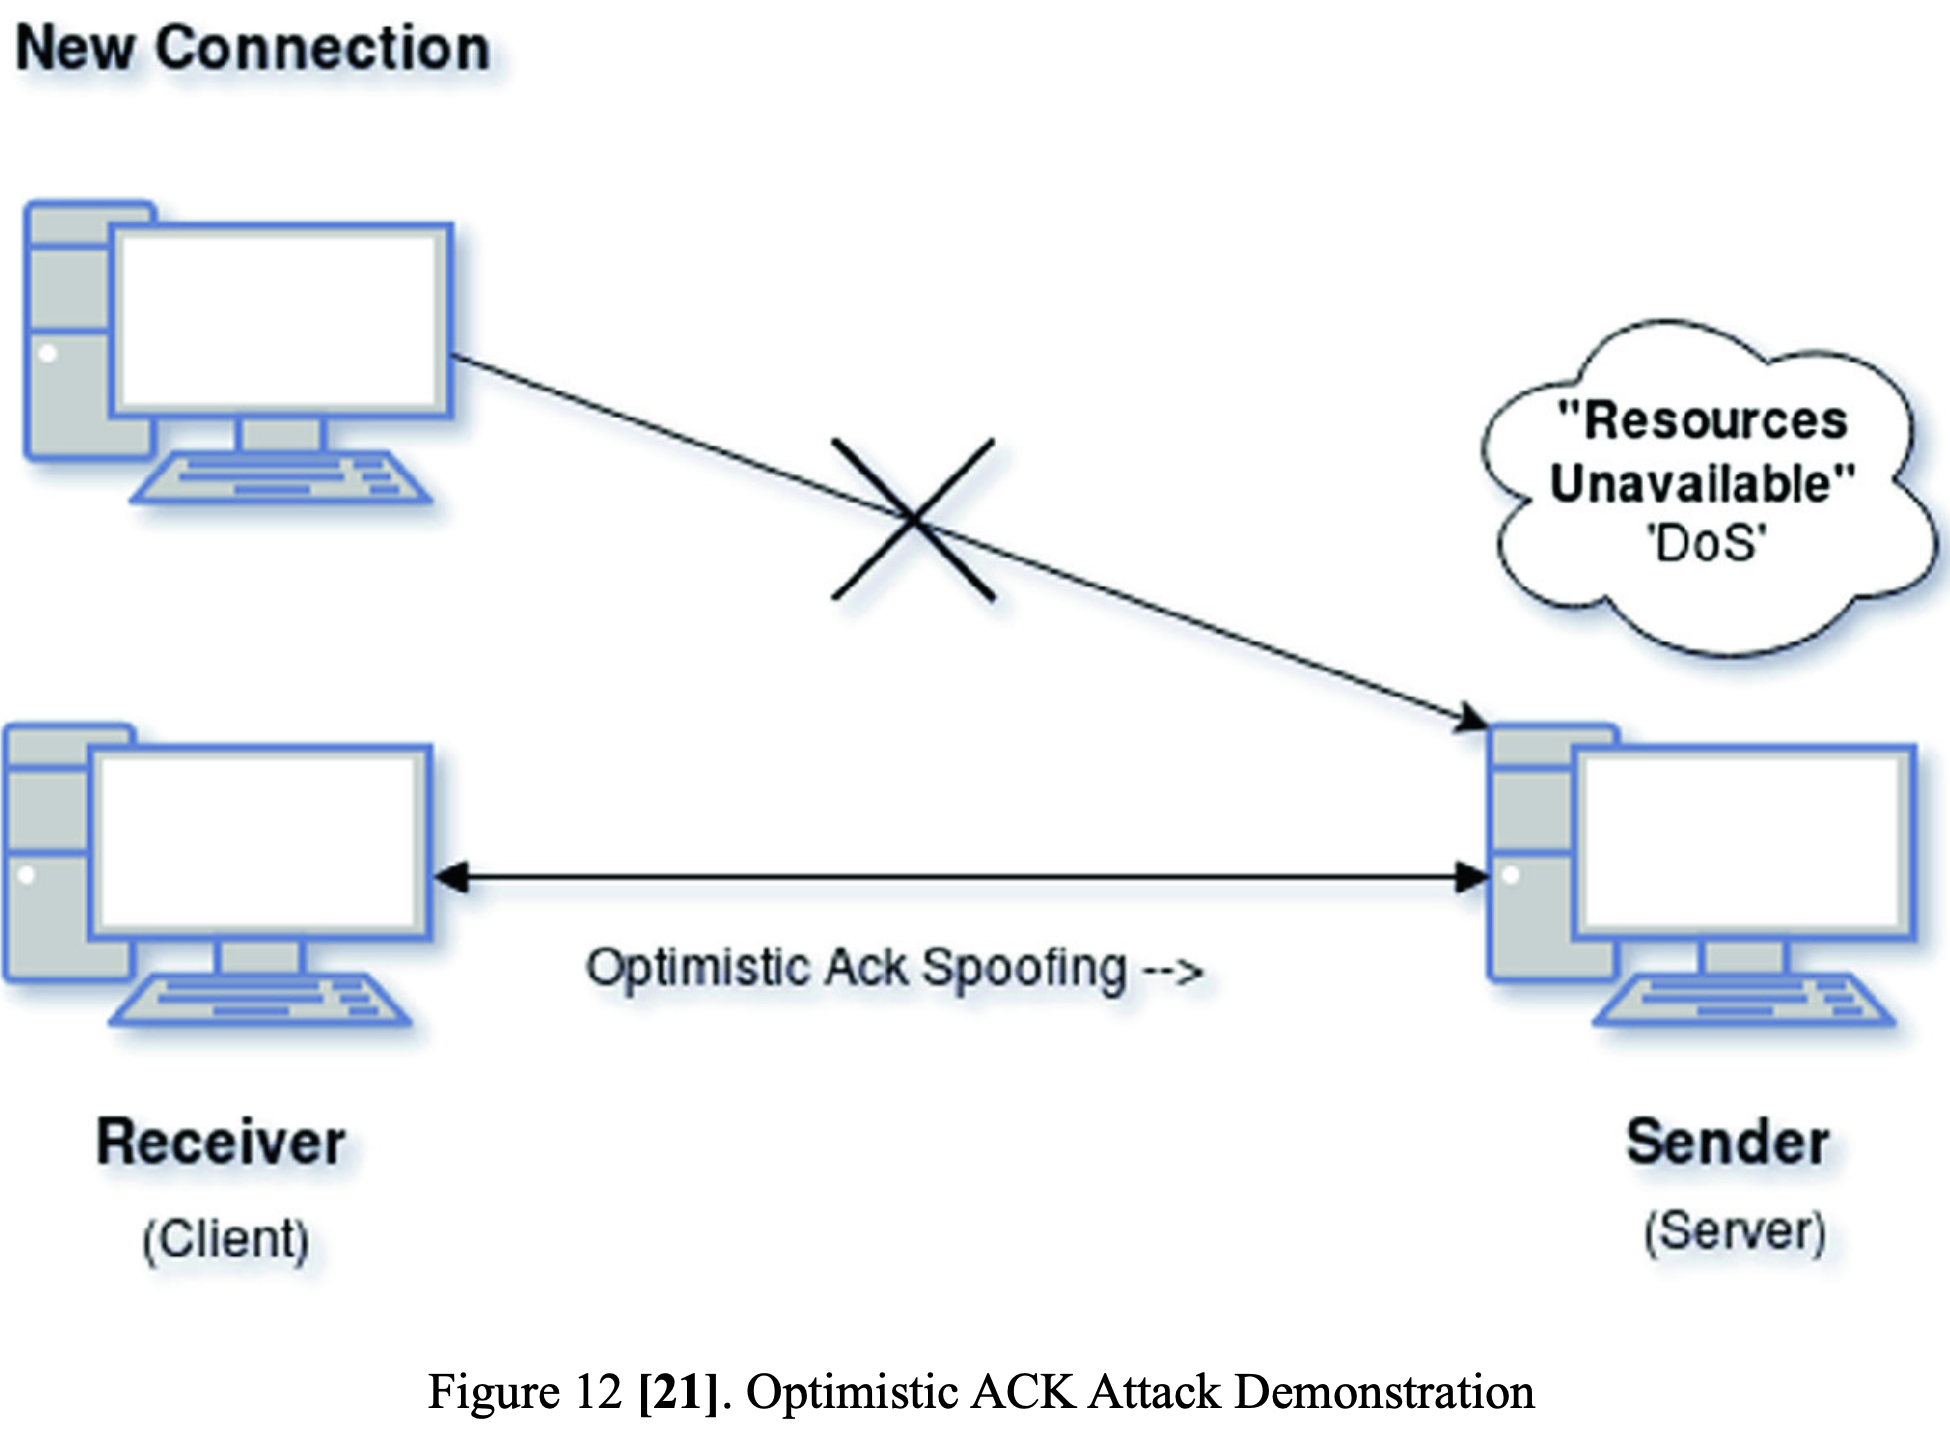 New Connection
"Resources
Unavailable"
'DoS'
Optimistic Ack Spoofing -->
Receiver
(Client)
Sender
(Server)
Figure 12 [21]. Optimistic ACK Attack Demonstration